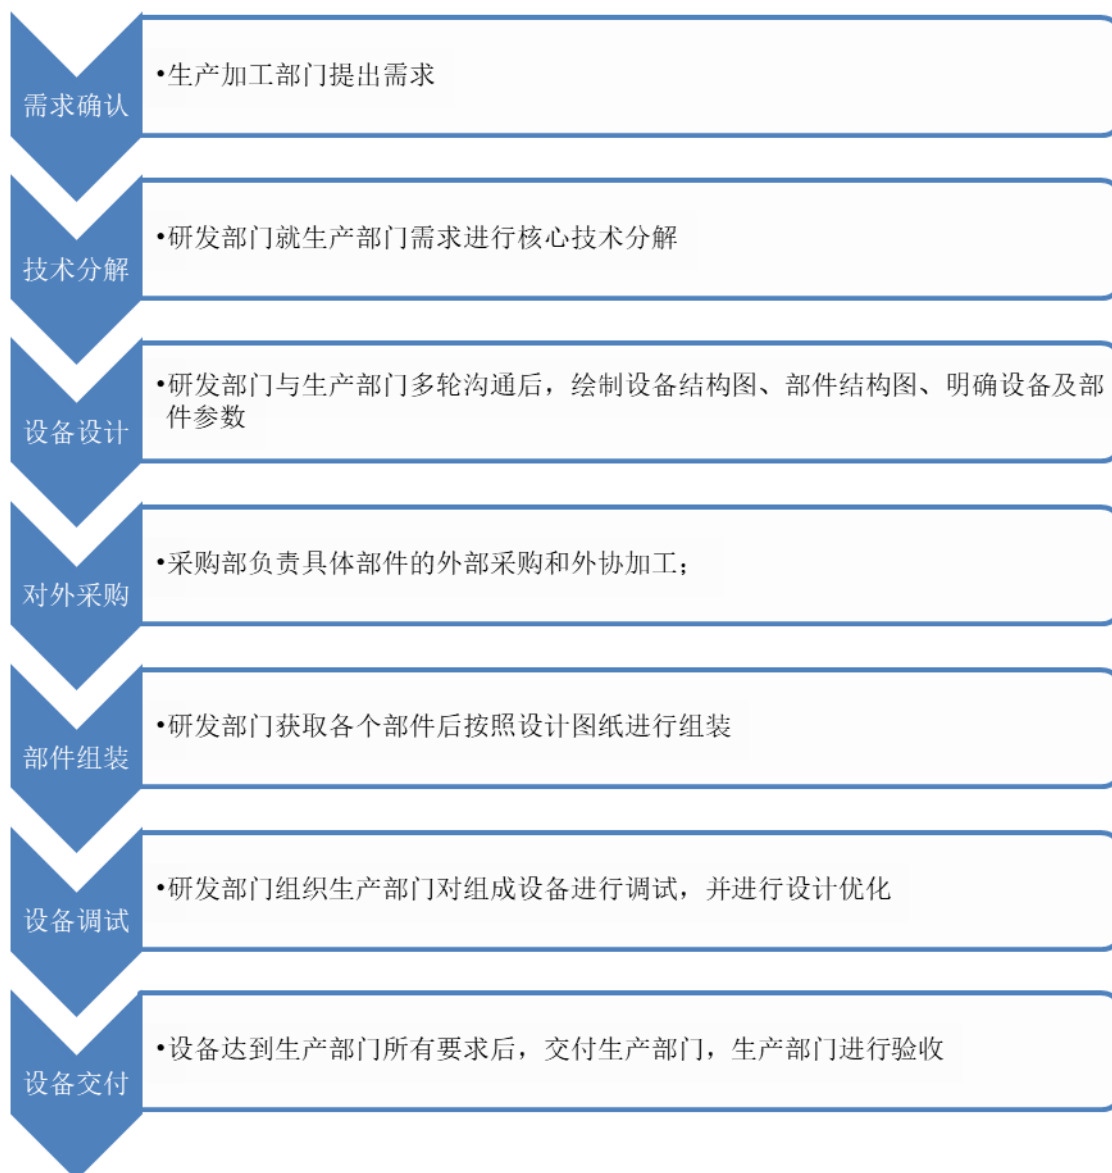 需求确认
•生产加工部门提出需求
技术分解
•研发部门就生产部门需求进行核心技术分解
设备设计
•研发部门与生产部门多轮沟通后，绘制设备结构图、部件结构图、明确设备及部
件参数
对外采购
•采购部负责具体部件的外部采购和外协加工；
部件组装
•研发部门获取各个部件后按照设计图纸进行组装
设备调试
•研发部门组织生产部门对组成设备进行调试，并进行设计优化
设备交付
•设备达到生产部门所有要求后，交付生产部门，生产部门进行验收